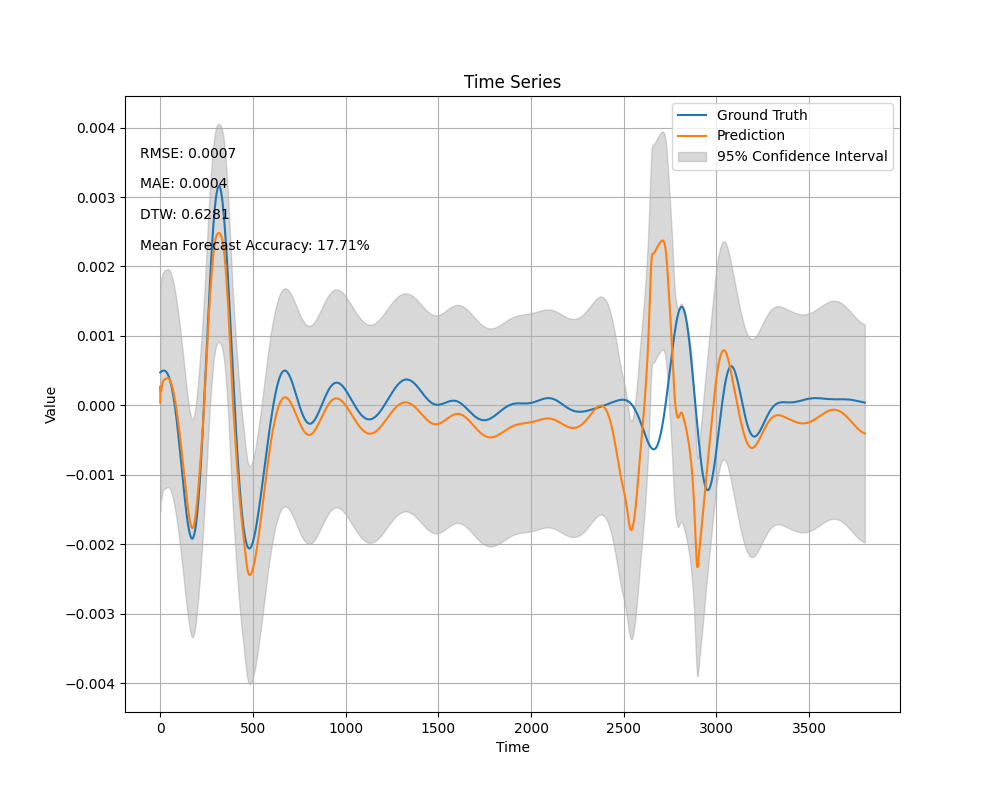 Time Series
Ground Truth
Prediction
95% Confidence Interval
RMSE: 0.0007
MAE: 0.0004
DTW: 0.6281
Mean Forecast Accuracy: 17.71%
0.004
0.003
0.002
0.001
0.000
−0.001
−0.002
−0.003
−0.004
Value
0 500 1000 1500 2000 2500 3000 3500
Time